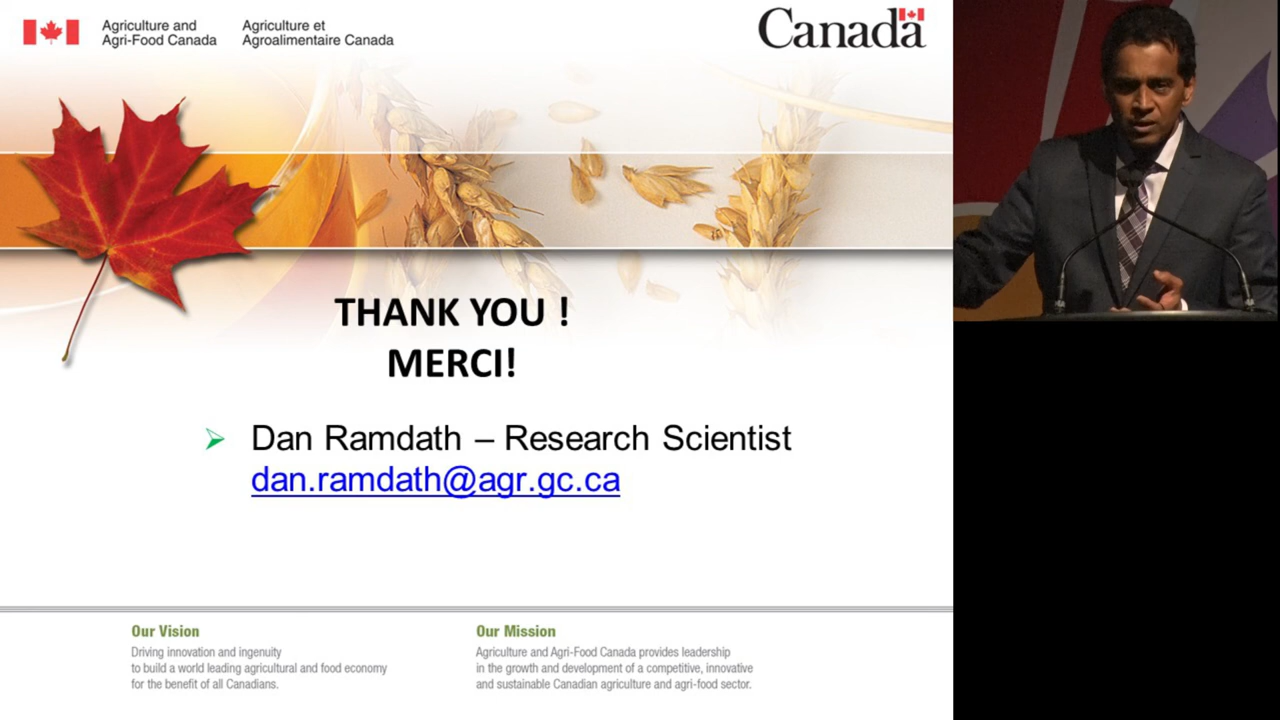 Agriculture and
Agri-Food Canada
Agriculture et
Agroalimentaire Canada
Canada
THANK YOU !
MERCI!
Dan Ramdath – Research Scientist
dan.ramdath@agr.gc.ca
Our Vision
Driving innovation and ingenuity
to build a world leading agricultural and food economy
for the benefit of all Canadians.
Our Mission
Agriculture and Agri-Food Canada provides leadership
in the growth and development of a competitive, innovative
and sustainable Canadian agriculture and agri-food sector.